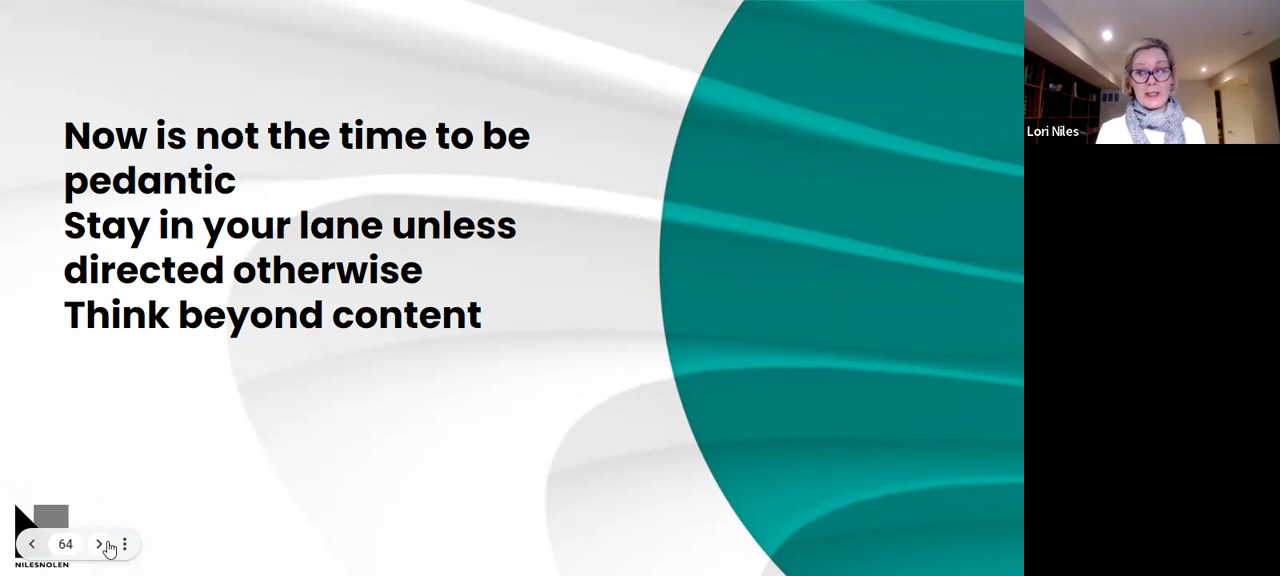 Now is not the time to be
pedantic
Stay in your lane unless
directed otherwise
Think beyond content
Lori Niles
64
NILESNOLEN